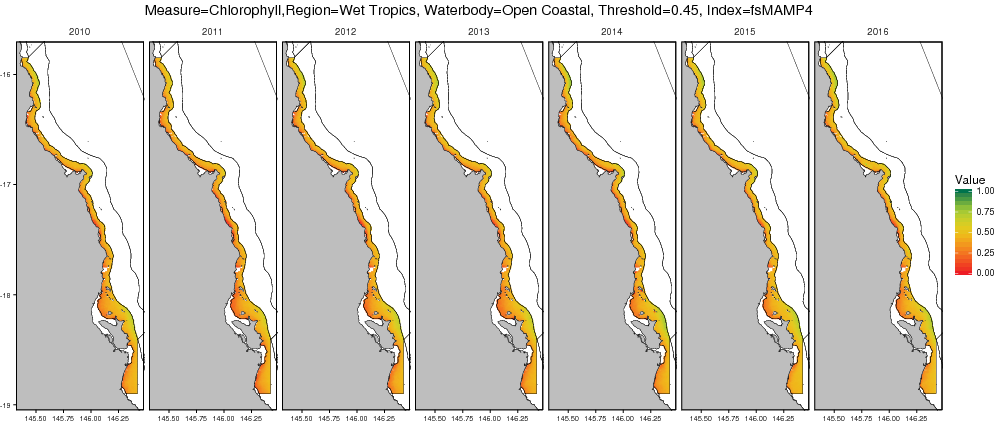 Measure=Chlorophyll,Region=Wet Tropics, Waterbody=Open Coastal, Threshold=0.45, Index=fsMAMP4
2010 2011 2012 2013 2014 2015 2016
-16
-17
-18
-19
145.50 145.75 146.00 146.25 145.50 145.75 146.00 146.25 145.50 145.75 146.00 146.25 145.50 145.75 146.00 146.25 145.50 145.75 146.00 146.25 145.50 145.75 146.00 146.25 145.50 145.75 146.00 146.25
Value
1.00
0.75
0.50
0.25
0.00